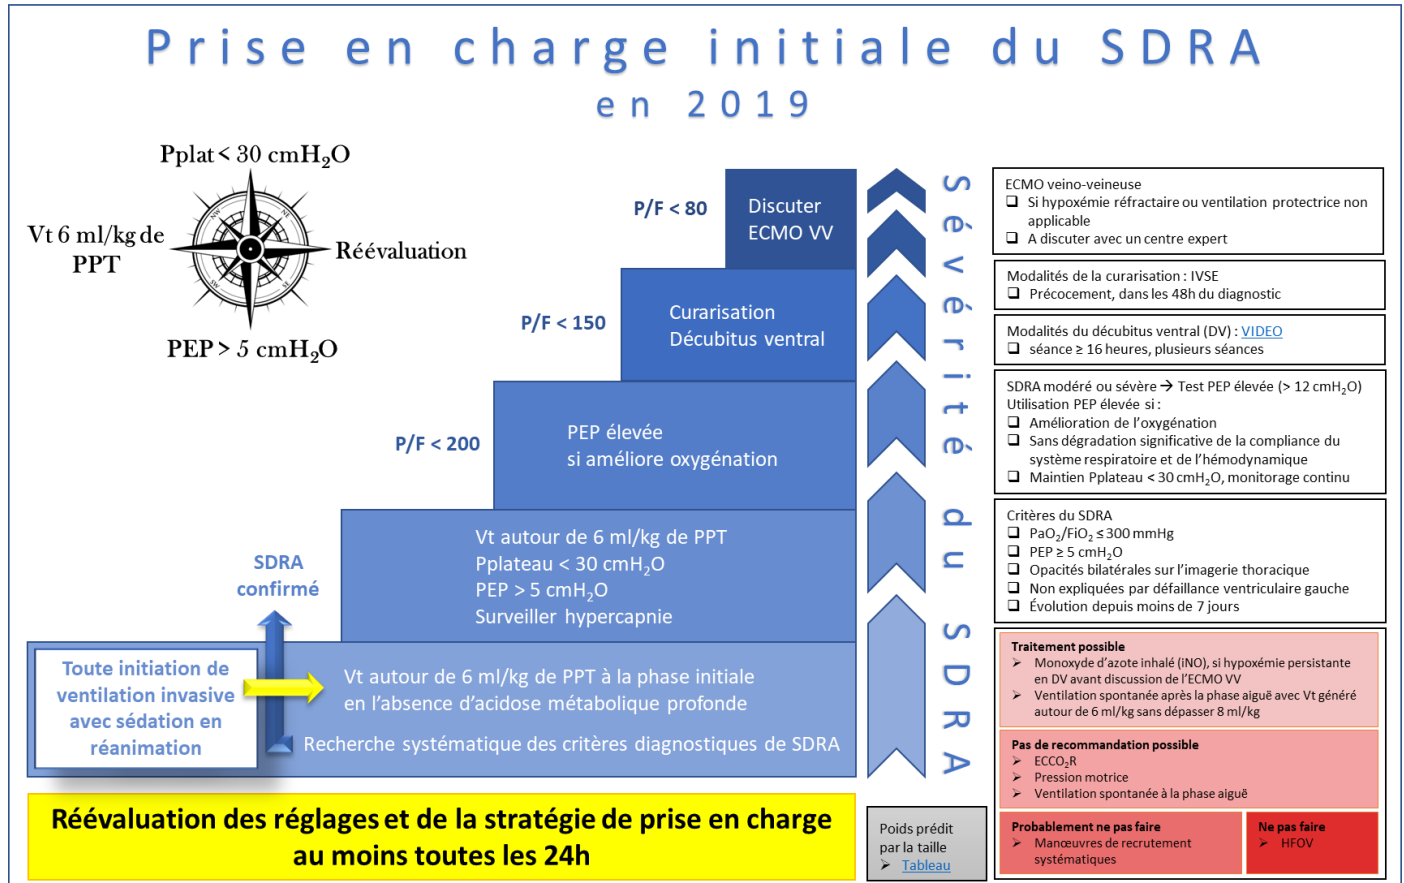 Prise en charge initiale du SDRA
en 2019
Pplat < 30 cmH₂O
Vt 6 ml/kg de
PPT
Réévaluation
PEP > 5 cmH₂O
NW
NE
SW
SE
P/F < 80
Discuter
ECMO VV
P/F < 150
Curarisation
Décubitus ventral
P/F < 200
PEP élevée
si améliore oxygénation
Vt autour de 6 ml/kg de PPT
Pplateau < 30 cmH₂O
PEP > 5 cmH₂O
Surveiller hypercapnie
SDRA
confirmé
Toute initiation de
ventilation invasive
avec sédation en
réanimation
Vt autour de 6 ml/kg de PPT à la phase initiale
en l'absence d'acidose métabolique profonde
Recherche systématique des critères diagnostiques de SDRA
Réévaluation des réglages et de la stratégie de prise en charge
au moins toutes les 24h
Sévérité du SDRA
Poids prédit
par la taille
➢ Tableau
ECMO veino-veineuse
❑ Si hypoxémie réfractaire ou ventilation protectrice non
applicable
❑ A discuter avec un centre expert
Modalités de la curarisation : IVSE
❑ Précocement, dans les 48h du diagnostic
Modalités du décubitus ventral (DV) : VIDEO
❑ séance ≥ 16 heures, plusieurs séances
SDRA modéré ou sévère → Test PEP élevée (> 12 cmH₂O)
Utilisation PEP élevée si :
❑ Amélioration de l'oxygénation
❑ Sans dégradation significative de la compliance du
système respiratoire et de l'hémodynamique
❑ Maintien Pplateau < 30 cmH₂O, monitorage continu
Critères du SDRA
❑ PaO₂/FiO₂ ≤ 300 mmHg
❑ PEP ≥ 5 cmH₂O
❑ Opacités bilatérales sur l'imagerie thoracique
❑ Non expliquées par défaillance ventriculaire gauche
❑ Évolution depuis moins de 7 jours
Traitement possible
➢ Monoxyde d'azote inhalé (iNO), si hypoxémie persistante
en DV avant discussion de l'ECMO VV
➢ Ventilation spontanée après la phase aiguë avec Vt généré
autour de 6 ml/kg sans dépasser 8 ml/kg
Pas de recommandation possible
➢ ECCO₂R
➢ Pression motrice
➢ Ventilation spontanée à la phase aiguë
Probablement ne pas faire
➢ Manœuvres de recrutement
systématiques
Ne pas faire
➢ HFOV